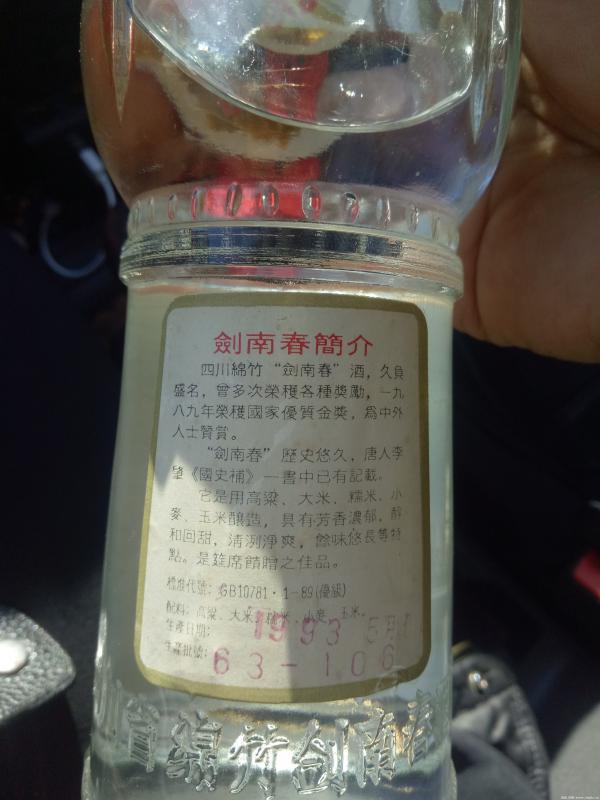 劍南春簡介
四川綿竹“劍南春”酒，久負
盛名，曾多次榮穫各種奬勵，一九
八九年榮穫國家優質金奬，爲中外
人士贊賞。
“劍南春”歷史悠久，唐人李
肇《國史補》一書中已有記載。
它是用高粱、大米、糯米、小
麥、玉米釀造，具有芳香濃郁，醇
和回甜，清洌淨爽，餘味悠長等特
點。是筵席饋贈之佳品。
標准代號：GB10781·1-89(優級)
配料：高粱、大米、糯米、小麥、玉米。
生產日期：1993 5月
生產批號：63-106
綿竹劍南春